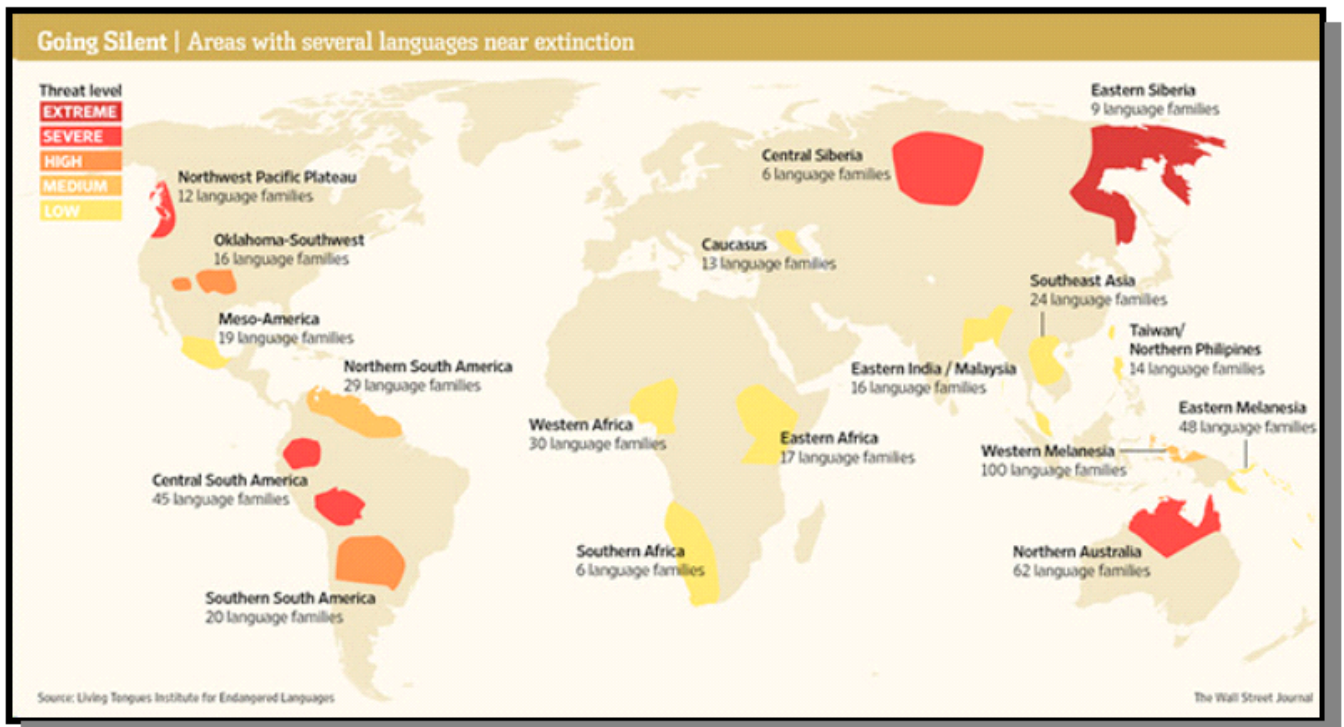 Going Silent | Areas with several languages near extinction
Threat level
EXTREME
SEVERE
HIGH
MEDIUM
LOW
Northwest Pacific Plateau
12 language families
Oklahoma-Southwest
16 language families
Meso-America
19 language families
Northern South America
29 language families
Central South America
45 language families
Southern South America
20 language families
Western Africa
30 language families
Eastern Africa
17 language families
Southern Africa
6 language families
Caucasus
13 language families
Central Siberia
6 language families
Eastern Siberia
9 language families
Southeast Asia
24 language families
Eastern India / Malaysia
16 language families
Taiwan/
Northern Philipines
14 language families
Eastern Melanesia
48 language families
Western Melanesia
100 language families
Northern Australia
62 language families
Source: Living Tongues Institute for Endangered Languages
The Wall Street Journal